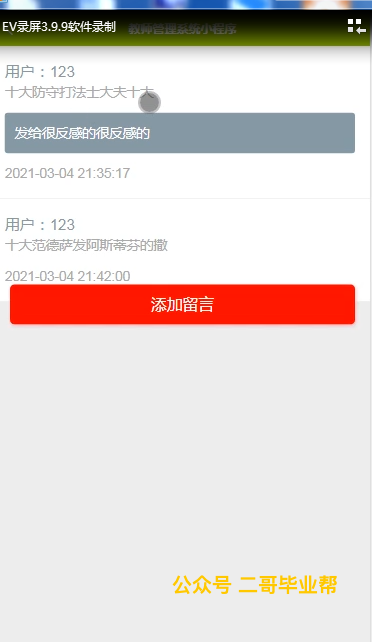 EV录屏3.9.9软件录制
教师管理系统小程序
用户：123
十大防守打法士大夫十大
发给很反感的很反感的
2021-03-04 21:35:17
用户：123
十大范德萨发阿斯蒂芬的撒
2021-03-04 21:42:00
添加留言
公众号 二哥毕业帮